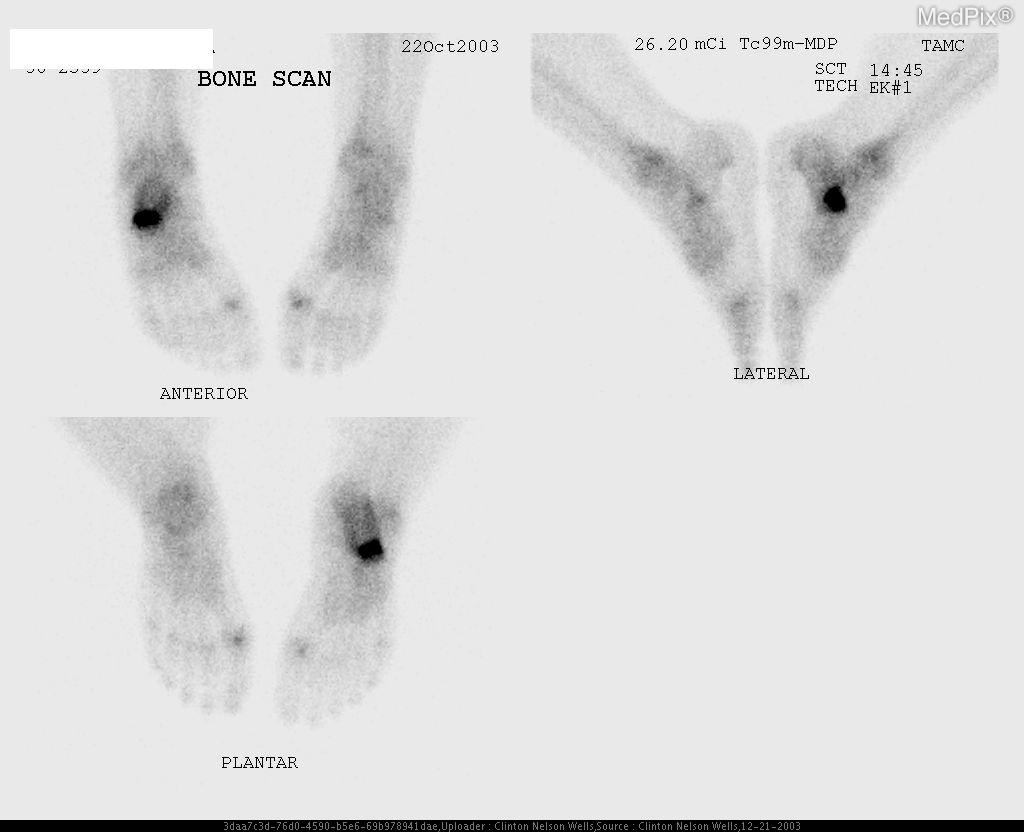 MedPix®
22Oct2003
26.20 mCi Tc99m-MDP
TAMC
BONE SCAN
SCT 14:45
TECH EK#1
ANTERIOR
LATERAL
PLANTAR
3daa7c3d-76d0-4590-b5e6-69b978941dae,Uploader : Clinton Nelson Wells,Source : Clinton Nelson Wells,12-21-2003